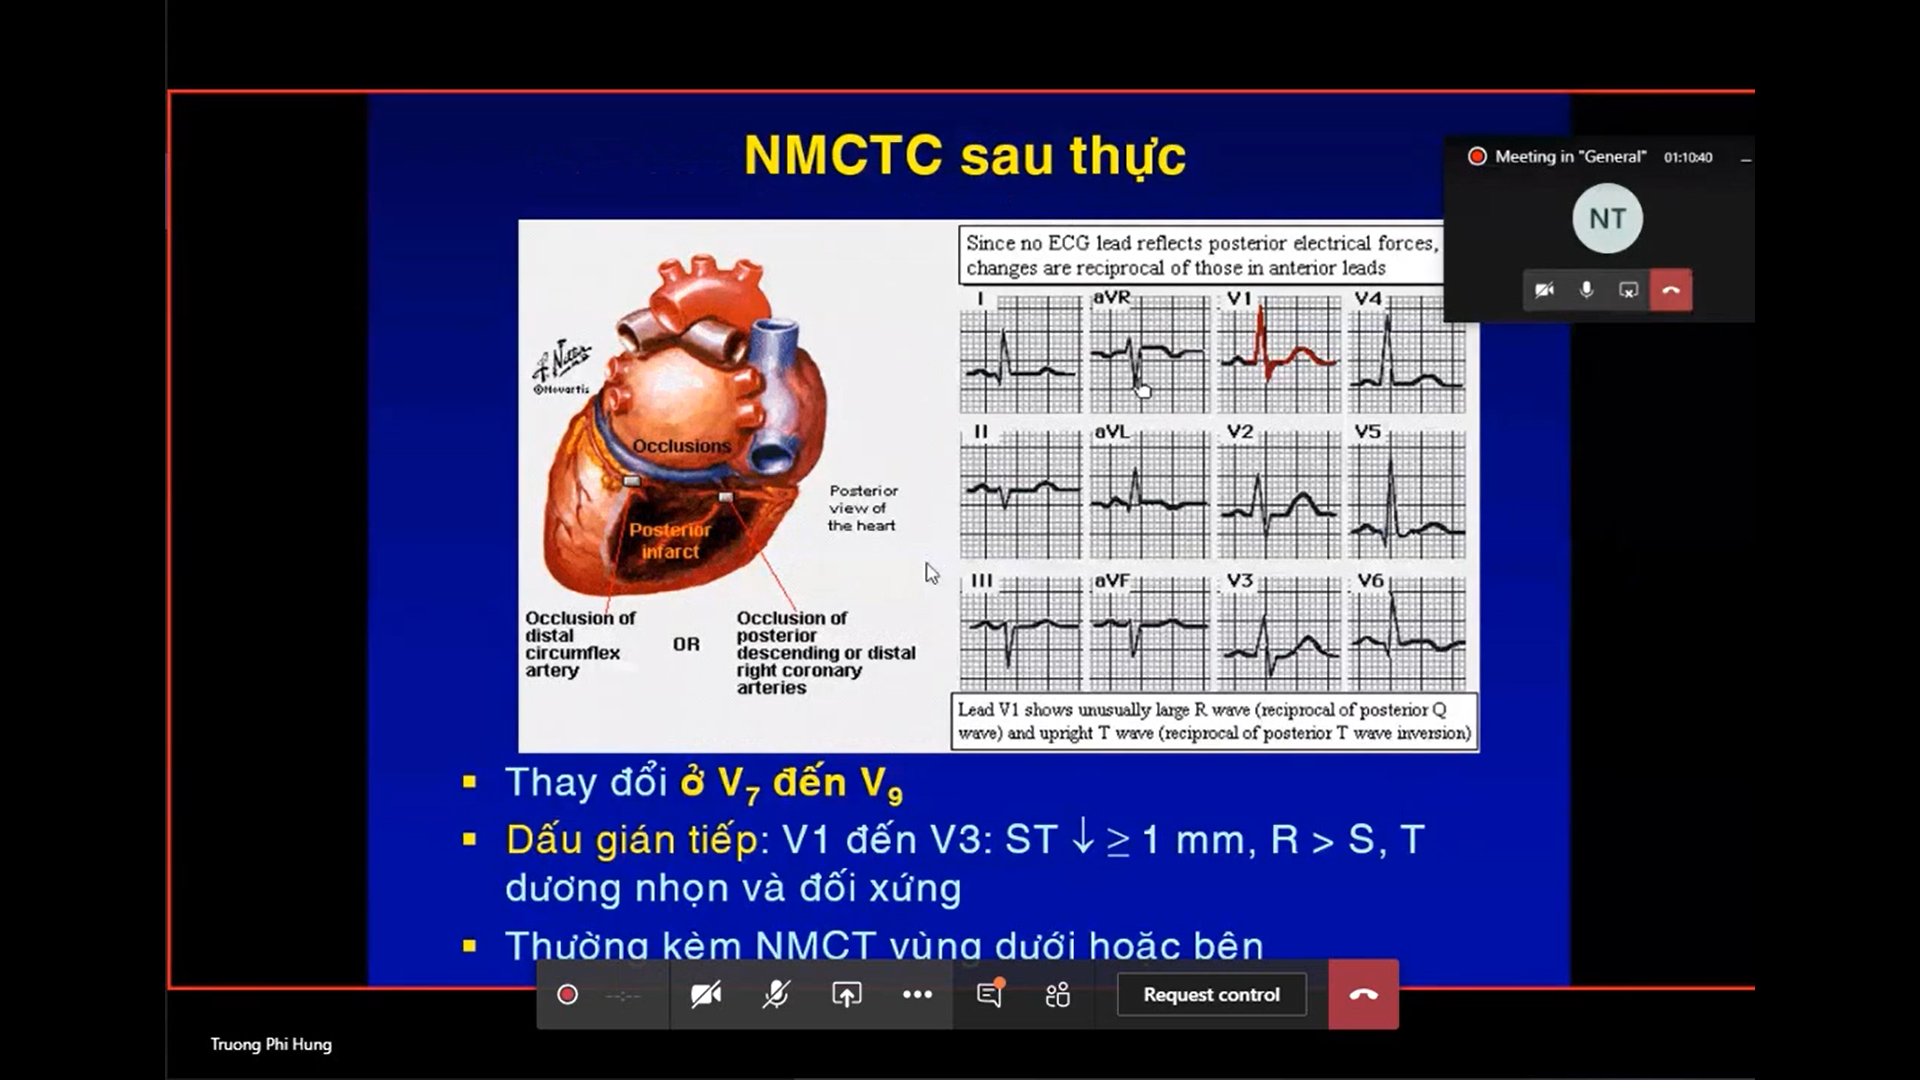 NMCTC sau thực
Meeting in "General" 01:10:40
NT
Since no ECG lead reflects posterior electrical forces,
changes are reciprocal of those in anterior leads
I aVR V1 V4
II aVL V2 V5
III aVF V3 V6
©Novartis
Occlusions
Posterior
infarct
Posterior
view of
the heart
Occlusion of
distal
circumflex
artery
OR
Occlusion of
posterior
descending or distal
right coronary
arteries
Lead V1 shows unusually large R wave (reciprocal of posterior Q
wave) and upright T wave (reciprocal of posterior T wave inversion)
▪ Thay đổi ở V7 đến V9
▪ Dấu gián tiếp: V1 đến V3: ST ↓ ≥ 1 mm, R > S, T
dương nhọn và đối xứng
▪ Thường kèm NMCT vùng dưới hoặc bên
Request control
Truong Phi Hung